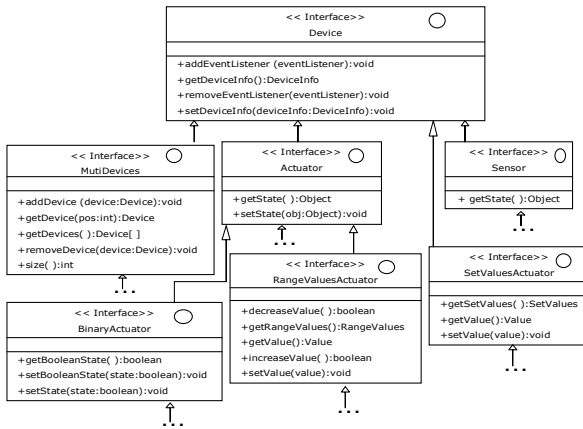 << Interface>>
Device
+addEventListener (eventListener):void
+getDeviceInfo():DeviceInfo
+removeEventListener(eventListener):void
+setDeviceInfo(deviceInfo:DeviceInfo):void
<< Interface>>
MutiDevices
+addDevice (device:Device):void
+getDevice(pos:int):Device
+getDevices( ):Device[ ]
+removeDevice(device:Device):void
+size( ):int
...
<< Interface>>
Actuator
+getState( ):Object
+setState(obj:Object):void
...
<< Interface>>
Sensor
+ getState( ):Object
...
<< Interface>>
BinaryActuator
+getBooleanState( ):boolean
+setBooleanState(state:boolean):void
+setState(state:boolean):void
...
<< Interface>>
RangeValuesActuator
+decreaseValue( ):boolean
+getRangeValues():RangeValues
+getValue():Value
+increaseValue( ):boolean
+setValue(value):void
...
<< Interface>>
SetValuesActuator
+getSetValues( ):SetValues
+getValue():Value
+setValue(value):void
...